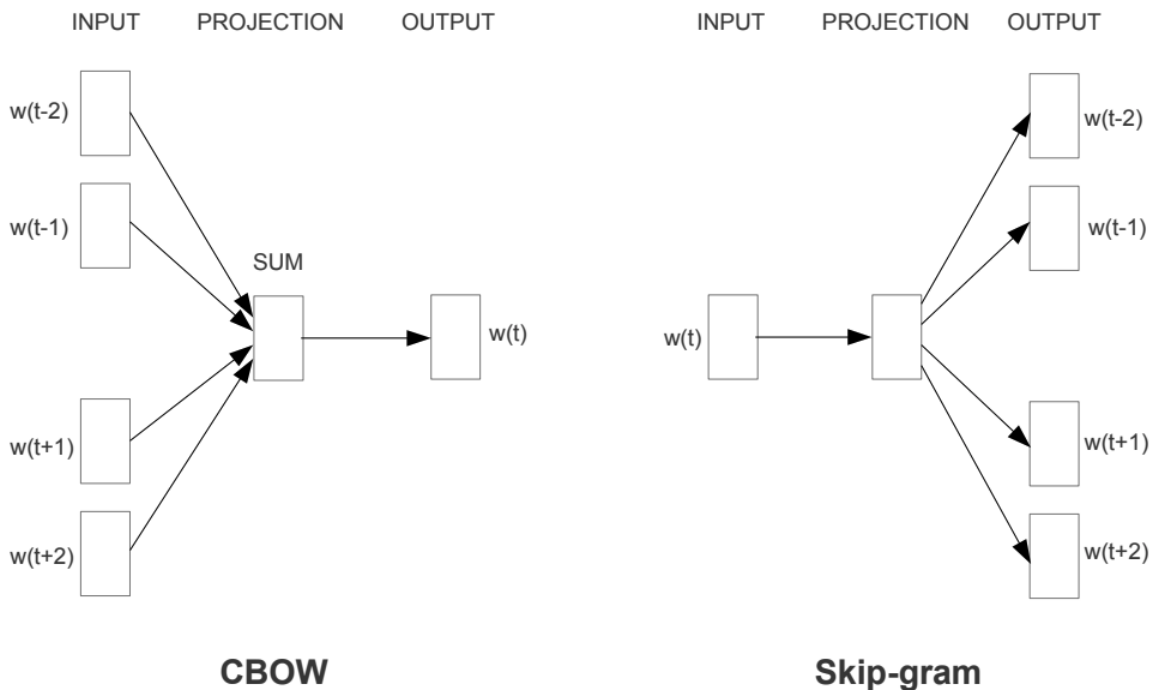 INPUT PROJECTION OUTPUT
w(t-2)
w(t-1)
SUM
w(t)
w(t+1)
w(t+2)
CBOW
INPUT PROJECTION OUTPUT
w(t-2)
w(t-1)
w(t)
w(t+1)
w(t+2)
Skip-gram